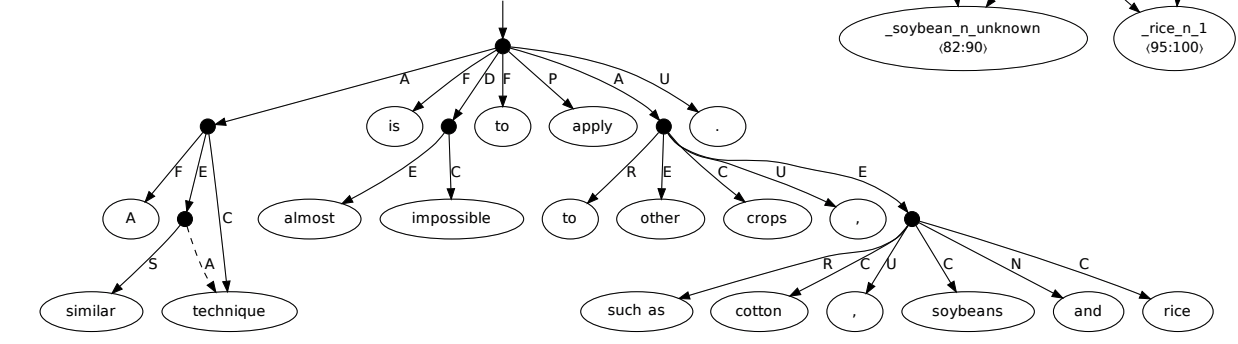 _soybean_n_unknown
⟨82:90⟩
_rice_n_1
⟨95:100⟩
A F D F P A U
is to apply .
F E C
E C
R E C U E
A almost impossible to other crops ,
S A
R C U C N C
similar technique such as cotton , soybeans and rice